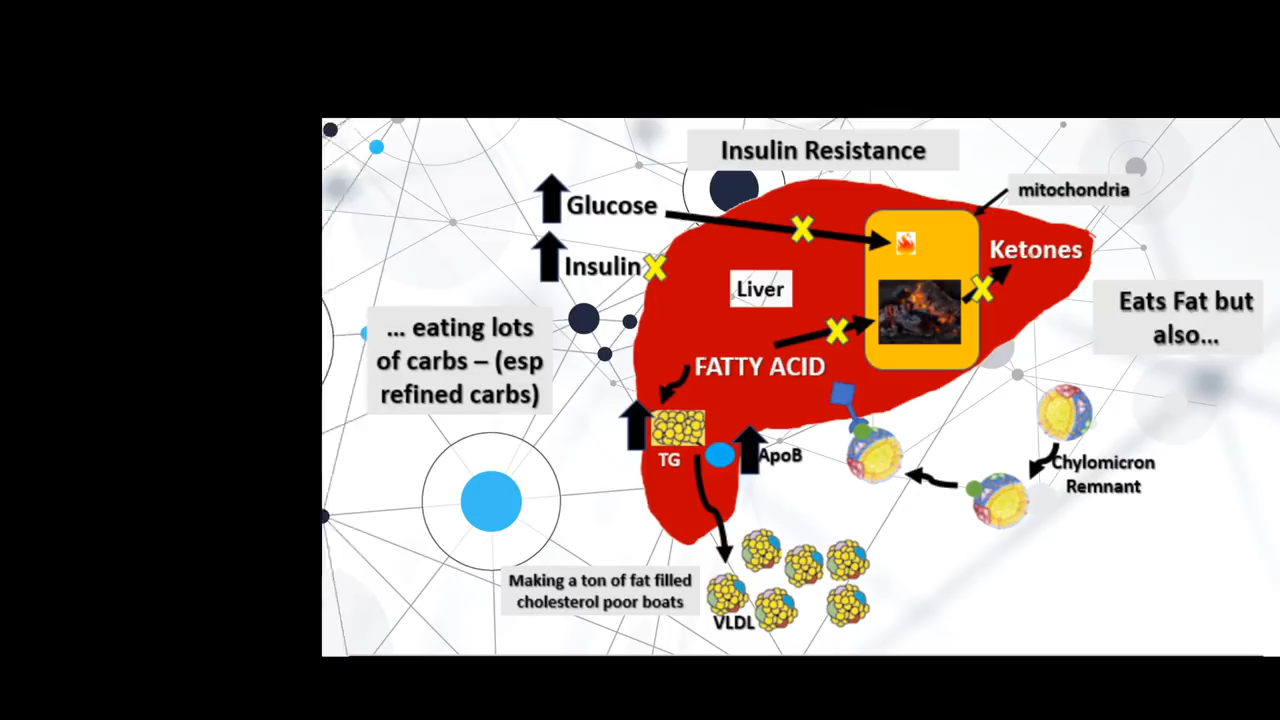 Insulin Resistance
mitochondria
Glucose
Insulin
Ketones
Liver
Eats Fat but
also...
... eating lots
of carbs – (esp
refined carbs)
FATTY ACID
TG
ApoB
Chylomicron
Remnant
Making a ton of fat filled
cholesterol poor boats
VLDL